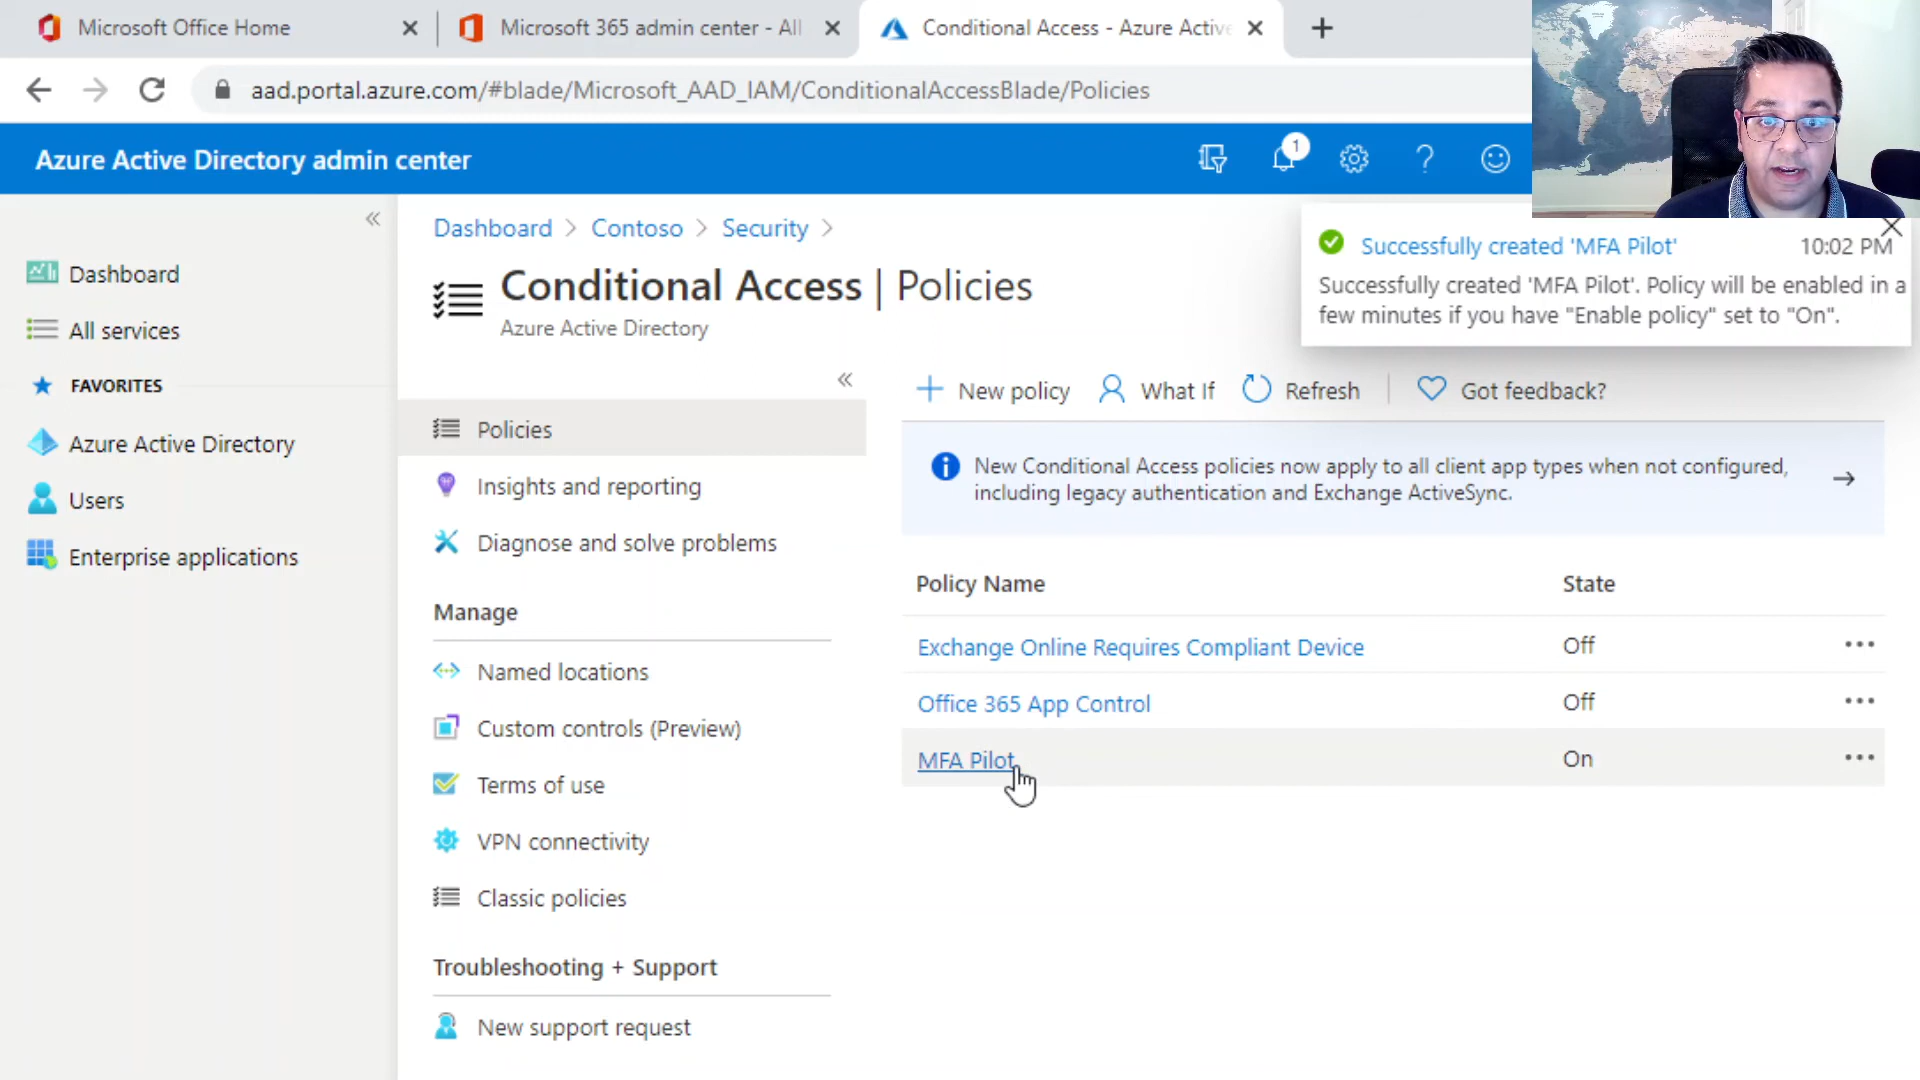 Microsoft Office Home
Microsoft 365 admin center - All
Conditional Access - Azure Active
aad.portal.azure.com/#blade/Microsoft_AAD_IAM/ConditionalAccessBlade/Policies
Azure Active Directory admin center
1
Dashboard
All services
FAVORITES
Azure Active Directory
Users
Enterprise applications
Dashboard > Contoso > Security >
Conditional Access | Policies
Azure Active Directory
Successfully created 'MFA Pilot'
10:02 PM
Successfully created 'MFA Pilot'. Policy will be enabled in a
few minutes if you have "Enable policy" set to "On".
Policies
Insights and reporting
Diagnose and solve problems
Manage
Named locations
Custom controls (Preview)
Terms of use
VPN connectivity
Classic policies
Troubleshooting + Support
New support request
New policy
What If
Refresh
Got feedback?
New Conditional Access policies now apply to all client app types when not configured,
including legacy authentication and Exchange ActiveSync.
Policy Name
State
Exchange Online Requires Compliant Device
Off
Office 365 App Control
Off
MFA Pilot
On